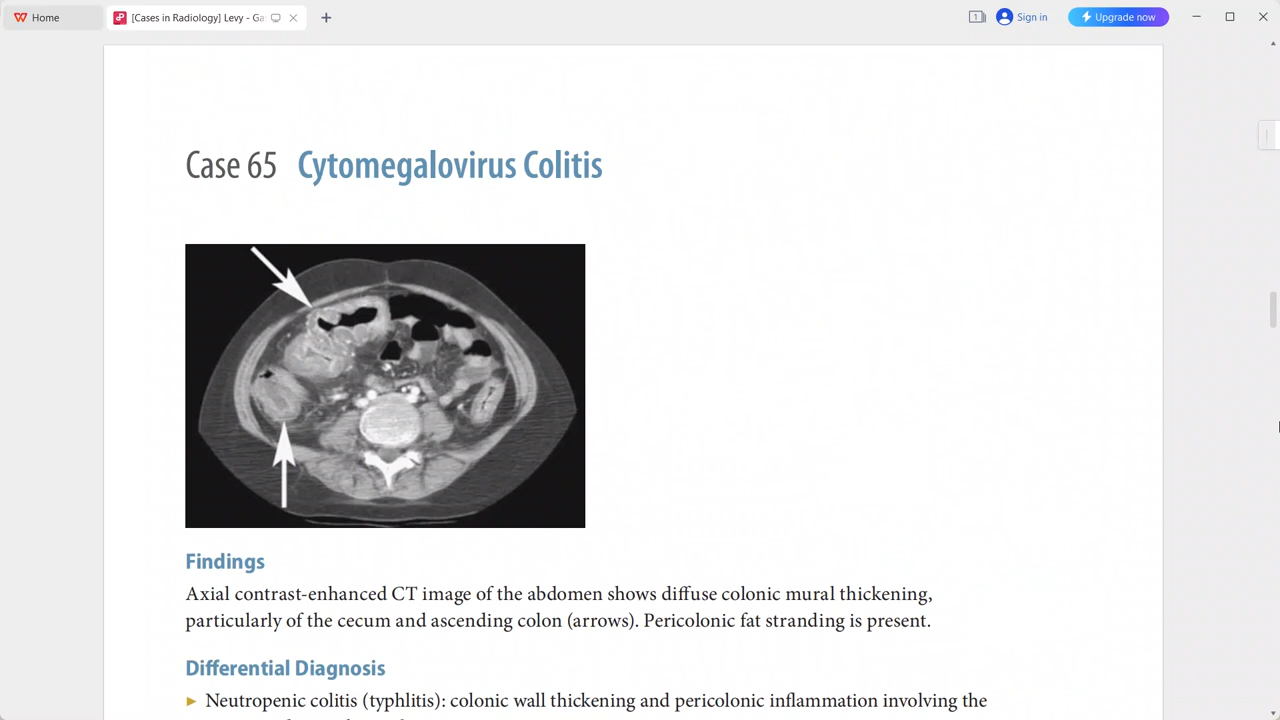 Home
[Cases in Radiology] Levy - Ga
1
Sign in
Upgrade now
Case 65 Cytomegalovirus Colitis
Findings
Axial contrast-enhanced CT image of the abdomen shows diffuse colonic mural thickening,
particularly of the cecum and ascending colon (arrows). Pericolonic fat stranding is present.
Differential Diagnosis
► Neutropenic colitis (typhlitis): colonic wall thickening and pericolonic inflammation involving the